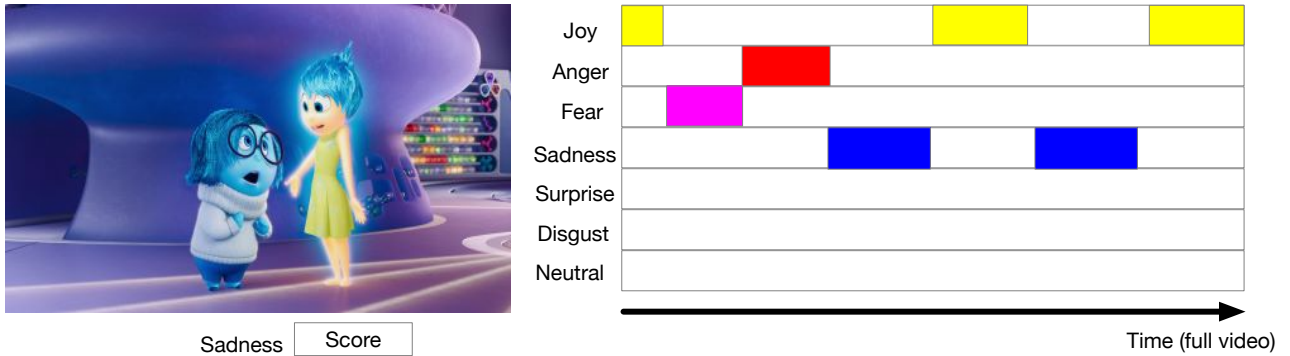 Joy
Anger
Fear
Sadness
Surprise
Disgust
Neutral
Time (full video)
Sadness Score